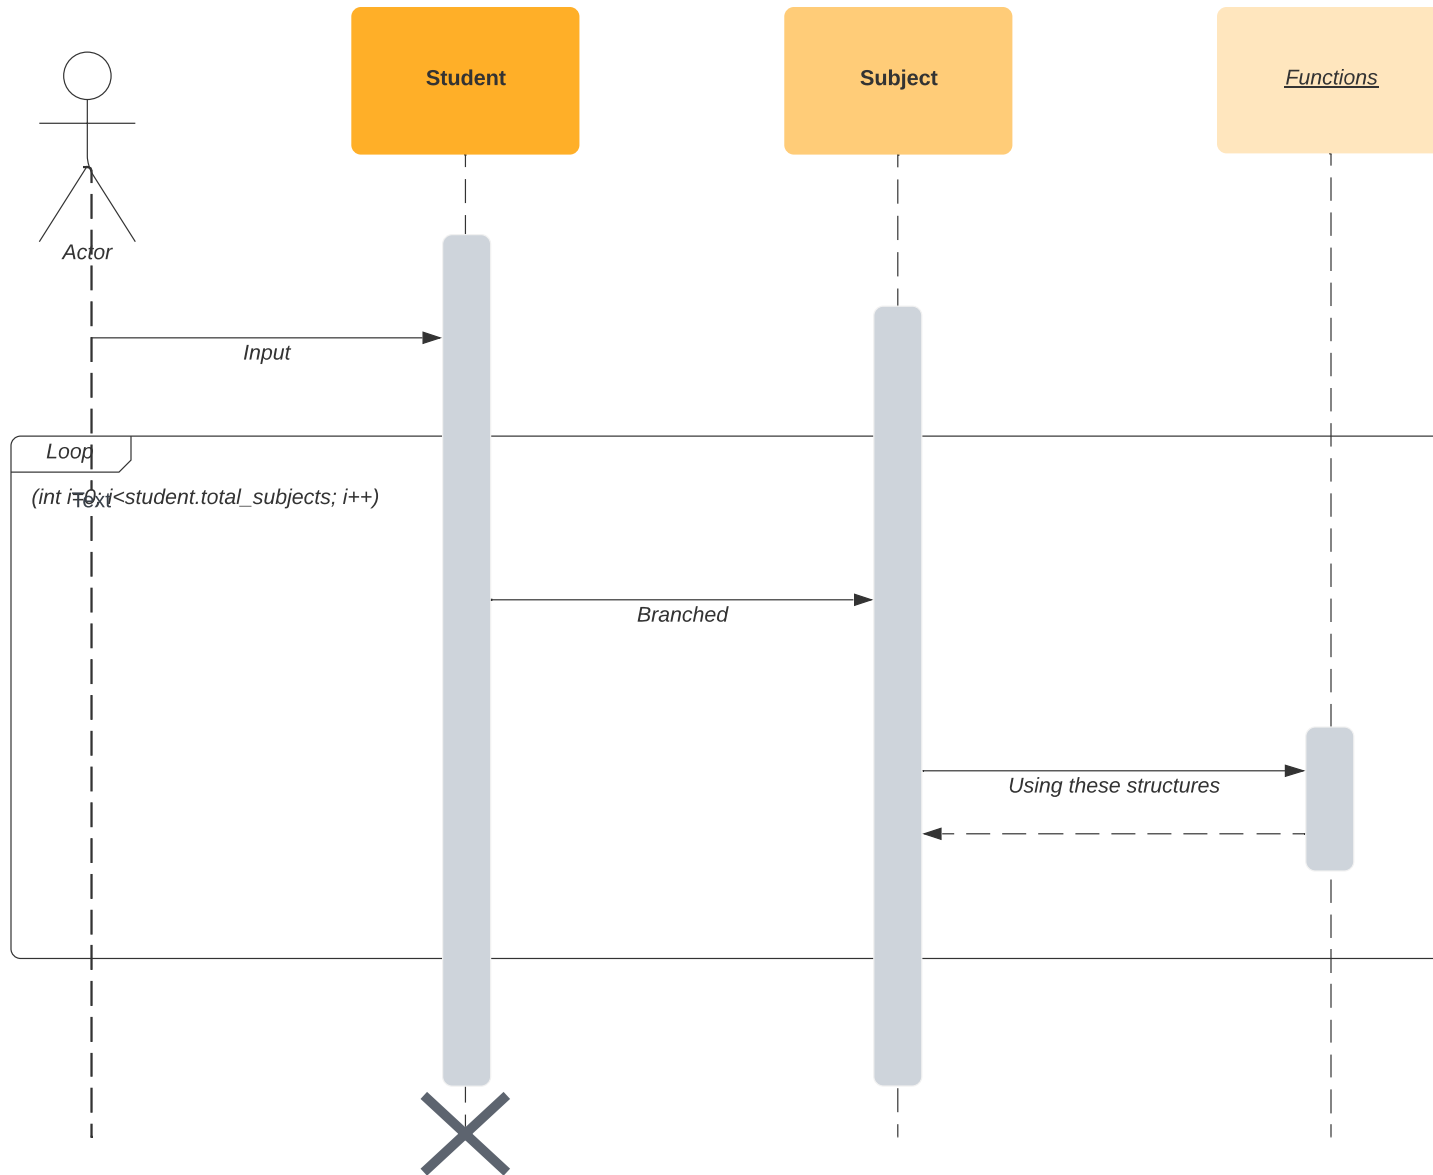 Student
Subject
Functions
Actor
Input
Loop
(int i=0; i<student.total_subjects; i++)
Text
Branched
Using these structures